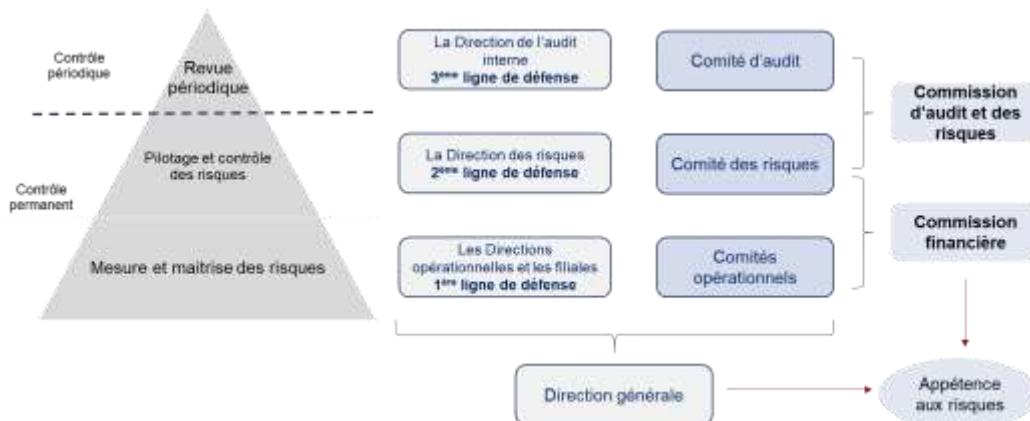 Contrôle
périodique
Revue
périodique
La Direction de l'audit
interne
3ème ligne de défense
Comité d'audit
Commission
d'audit et des
risques
Pilotage et contrôle
des risques
La Direction des risques
2ème ligne de défense
Comité des risques
Contrôle
permanent
Commission
financière
Mesure et maitrise des risques
Les Directions
opérationnelles et les filiales
1ère ligne de défense
Comités
opérationnels
Direction générale
Appétence
aux risques